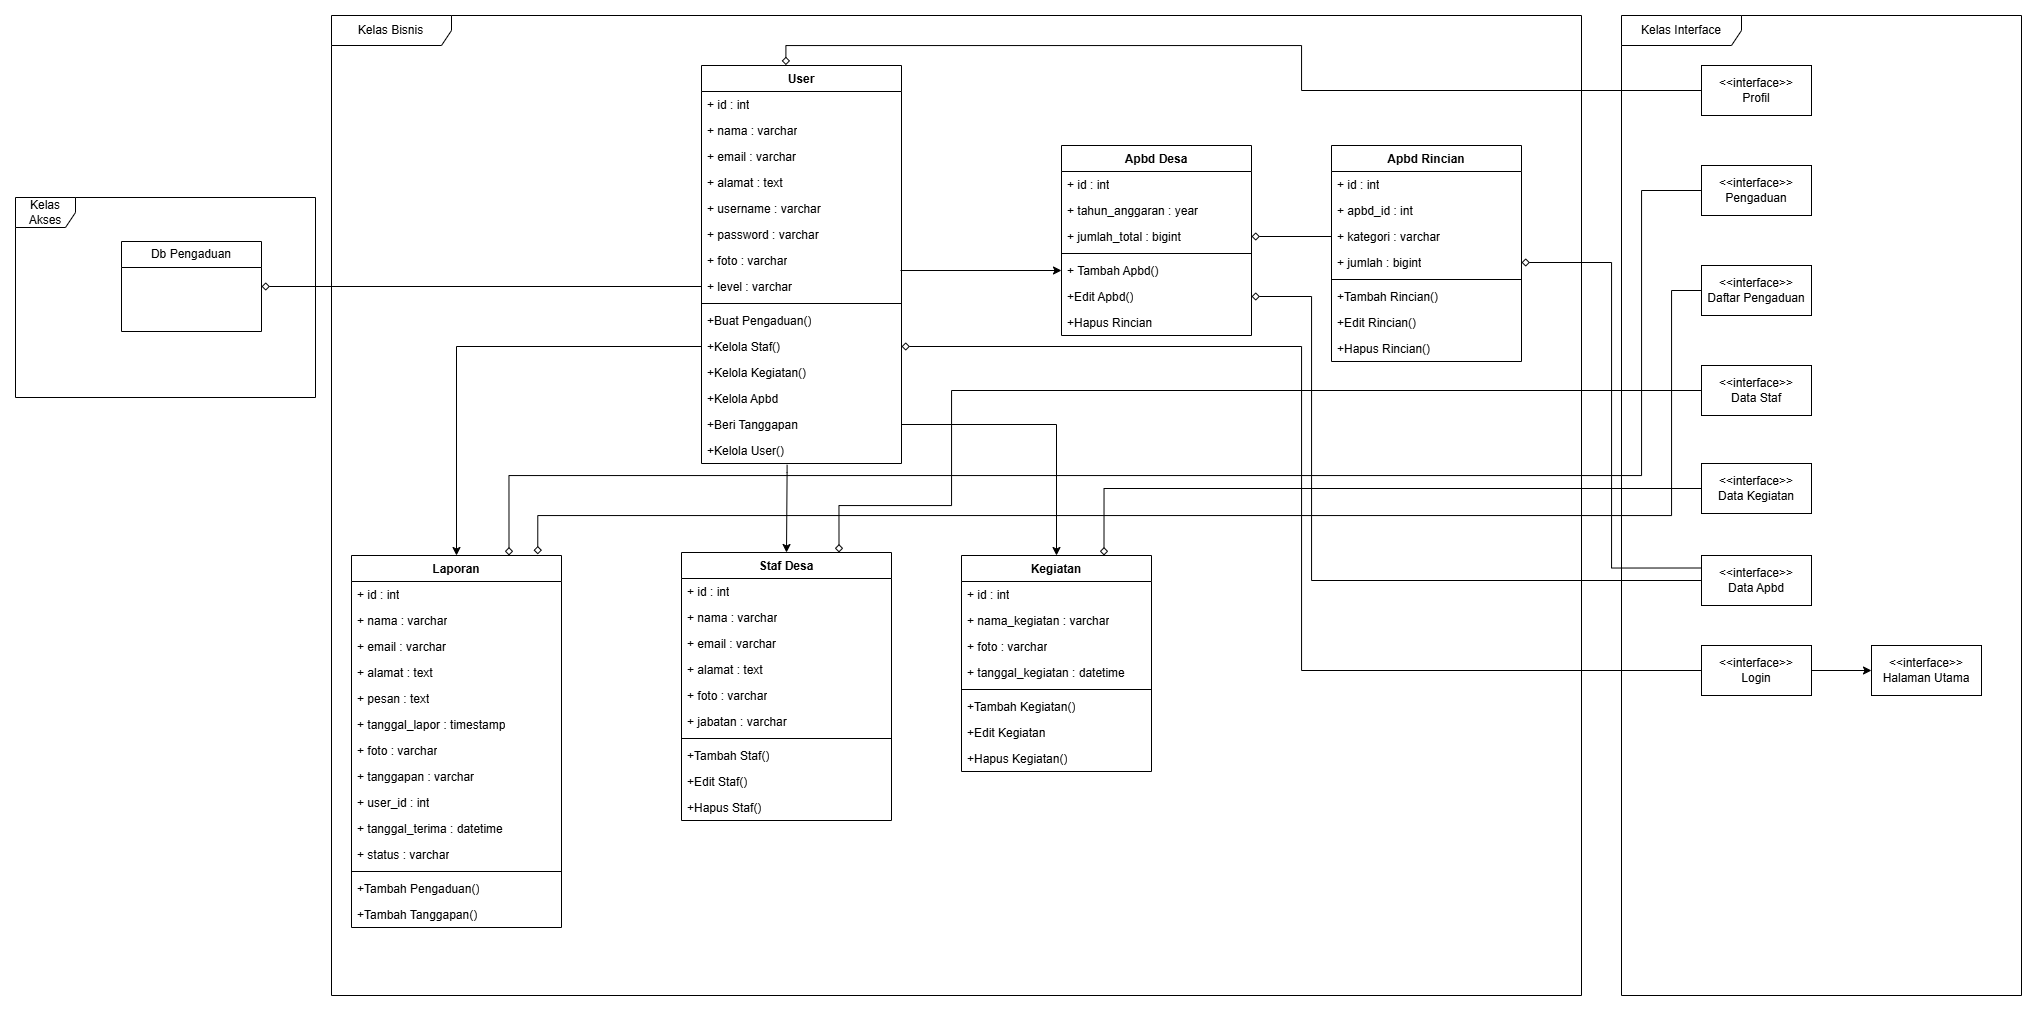 Kelas
Akses
Db Pengaduan
Kelas Bisnis
User
+ id : int
+ nama : varchar
+ email : varchar
+ alamat : text
+ username : varchar
+ password : varchar
+ foto : varchar
+ level : varchar
+Buat Pengaduan()
+Kelola Staf()
+Kelola Kegiatan()
+Kelola Apbd
+Beri Tanggapan
+Kelola User()
Apbd Desa
+ id : int
+ tahun_anggaran : year
+ jumlah_total : bigint
+ Tambah Apbd()
+Edit Apbd()
+Hapus Rincian
Apbd Rincian
+ id : int
+ apbd_id : int
+ kategori : varchar
+ jumlah : bigint
+Tambah Rincian()
+Edit Rincian()
+Hapus Rincian()
Laporan
+ id : int
+ nama : varchar
+ email : varchar
+ alamat : text
+ pesan : text
+ tanggal_lapor : timestamp
+ foto : varchar
+ tanggapan : varchar
+ user_id : int
+ tanggal_terima : datetime
+ status : varchar
+Tambah Pengaduan()
+Tambah Tanggapan()
Staf Desa
+ id : int
+ nama : varchar
+ email : varchar
+ alamat : text
+ foto : varchar
+ jabatan : varchar
+Tambah Staf()
+Edit Staf()
+Hapus Staf()
Kegiatan
+ id : int
+ nama_kegiatan : varchar
+ foto : varchar
+ tanggal_kegiatan : datetime
+Tambah Kegiatan()
+Edit Kegiatan
+Hapus Kegiatan()
Kelas Interface
<<interface>>
Profil
<<interface>>
Pengaduan
<<interface>>
Daftar Pengaduan
<<interface>>
Data Staf
<<interface>>
Data Kegiatan
<<interface>>
Data Apbd
<<interface>>
Login
<<interface>>
Halaman Utama